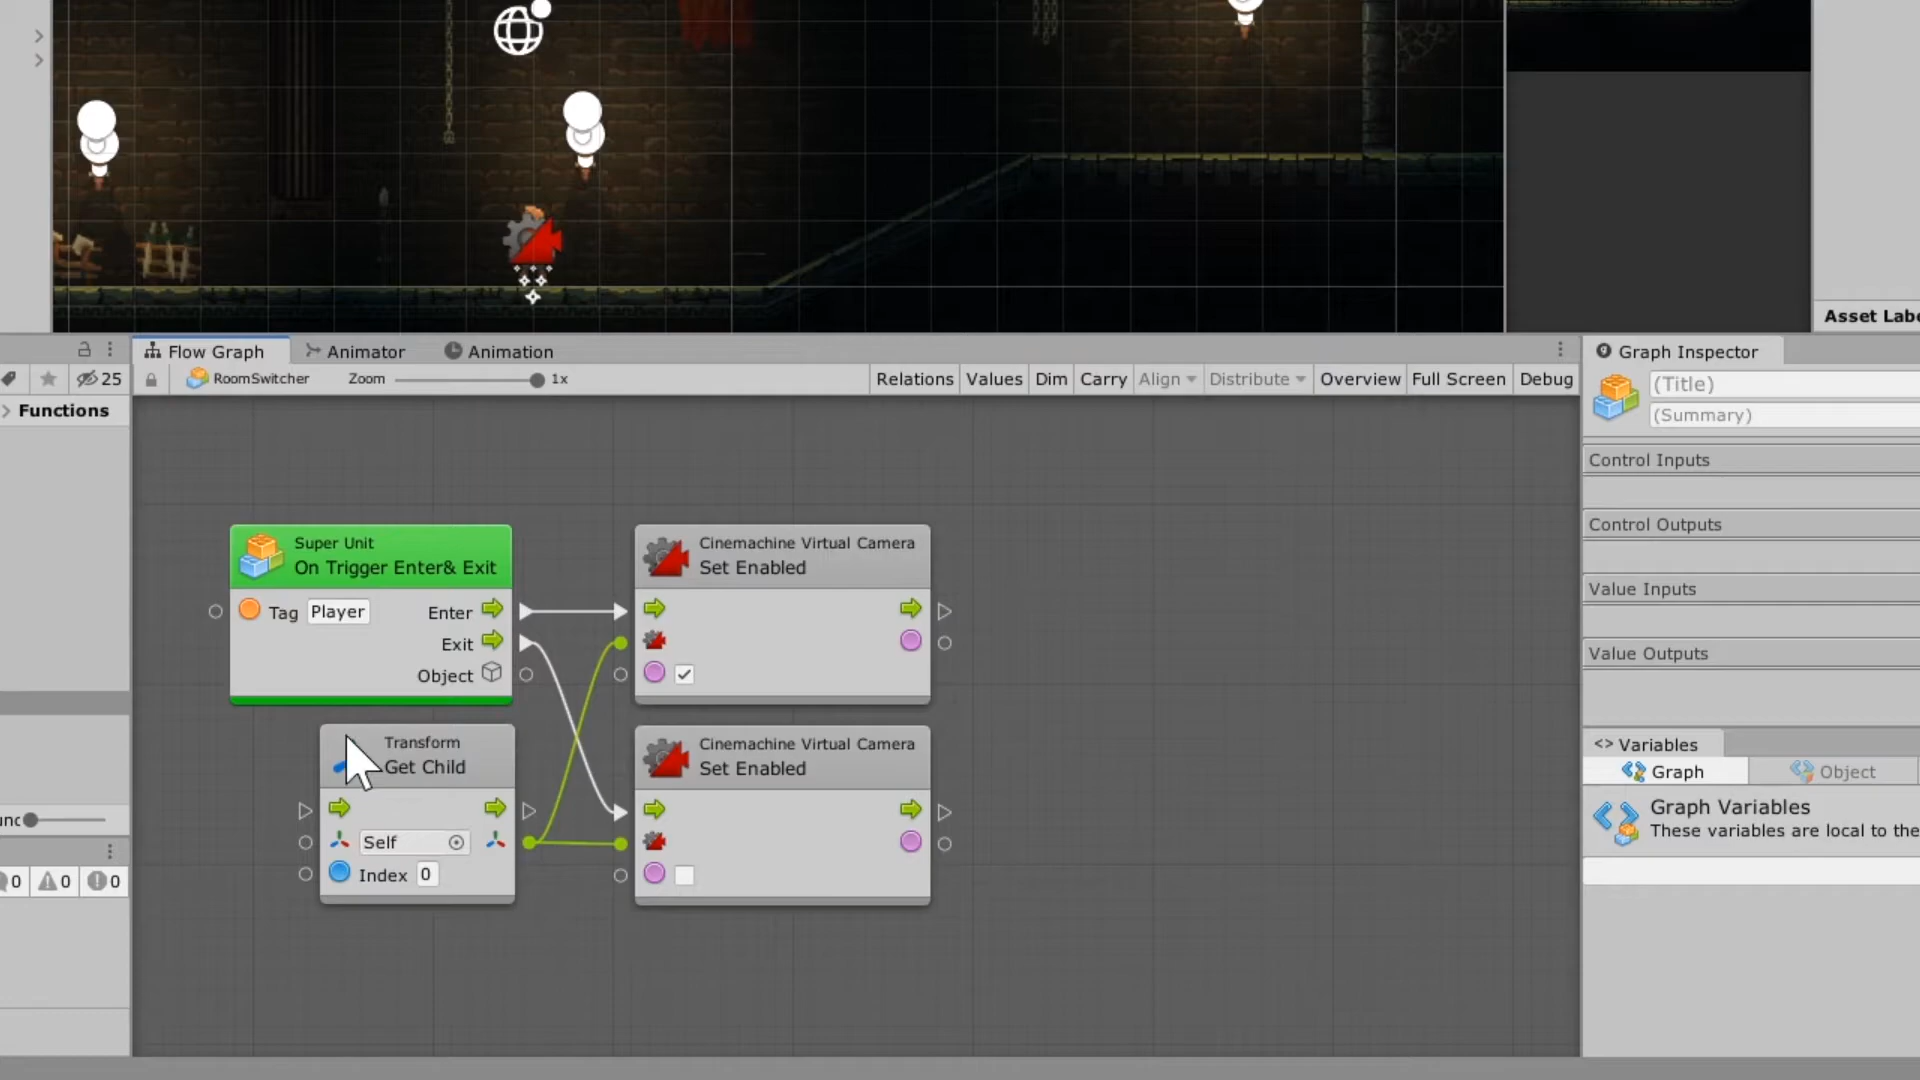 Asset Labe
Flow Graph
Animator
Animation
Graph Inspector
25
RoomSwitcher
Zoom
1x
Relations
Values
Dim
Carry
Align
Distribute
Overview
Full Screen
Debug
(Title)
(Summary)
Functions
Control Inputs
Control Outputs
Value Inputs
Value Outputs
Super Unit
On Trigger Enter& Exit
Tag Player
Enter
Exit
Object
Cinemachine Virtual Camera
Set Enabled
Transform
Get Child
Self
Index 0
Cinemachine Virtual Camera
Set Enabled
<> Variables
Graph
Object
Graph Variables
These variables are local to the
unc
0
0
0